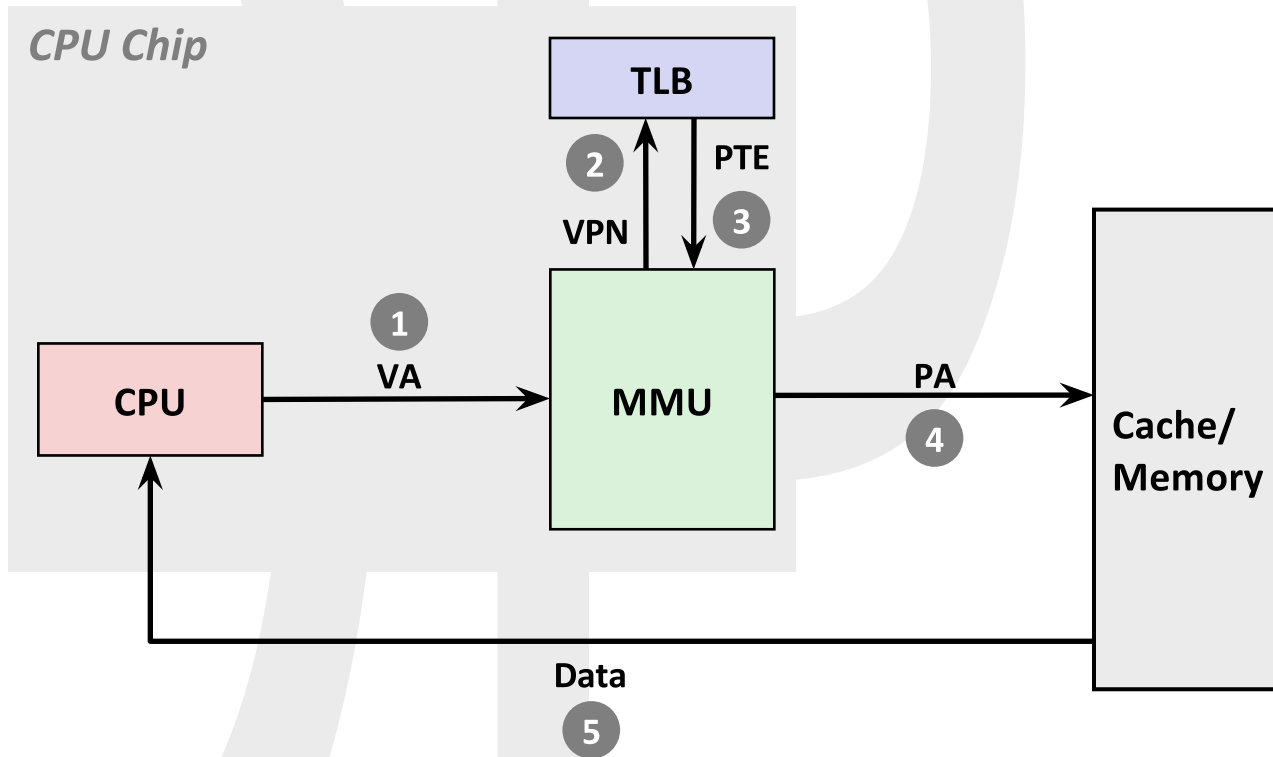 CPU Chip
TLB
2
PTE
VPN
3
1
VA
CPU
MMU
PA
4
Cache/
Memory
Data
5